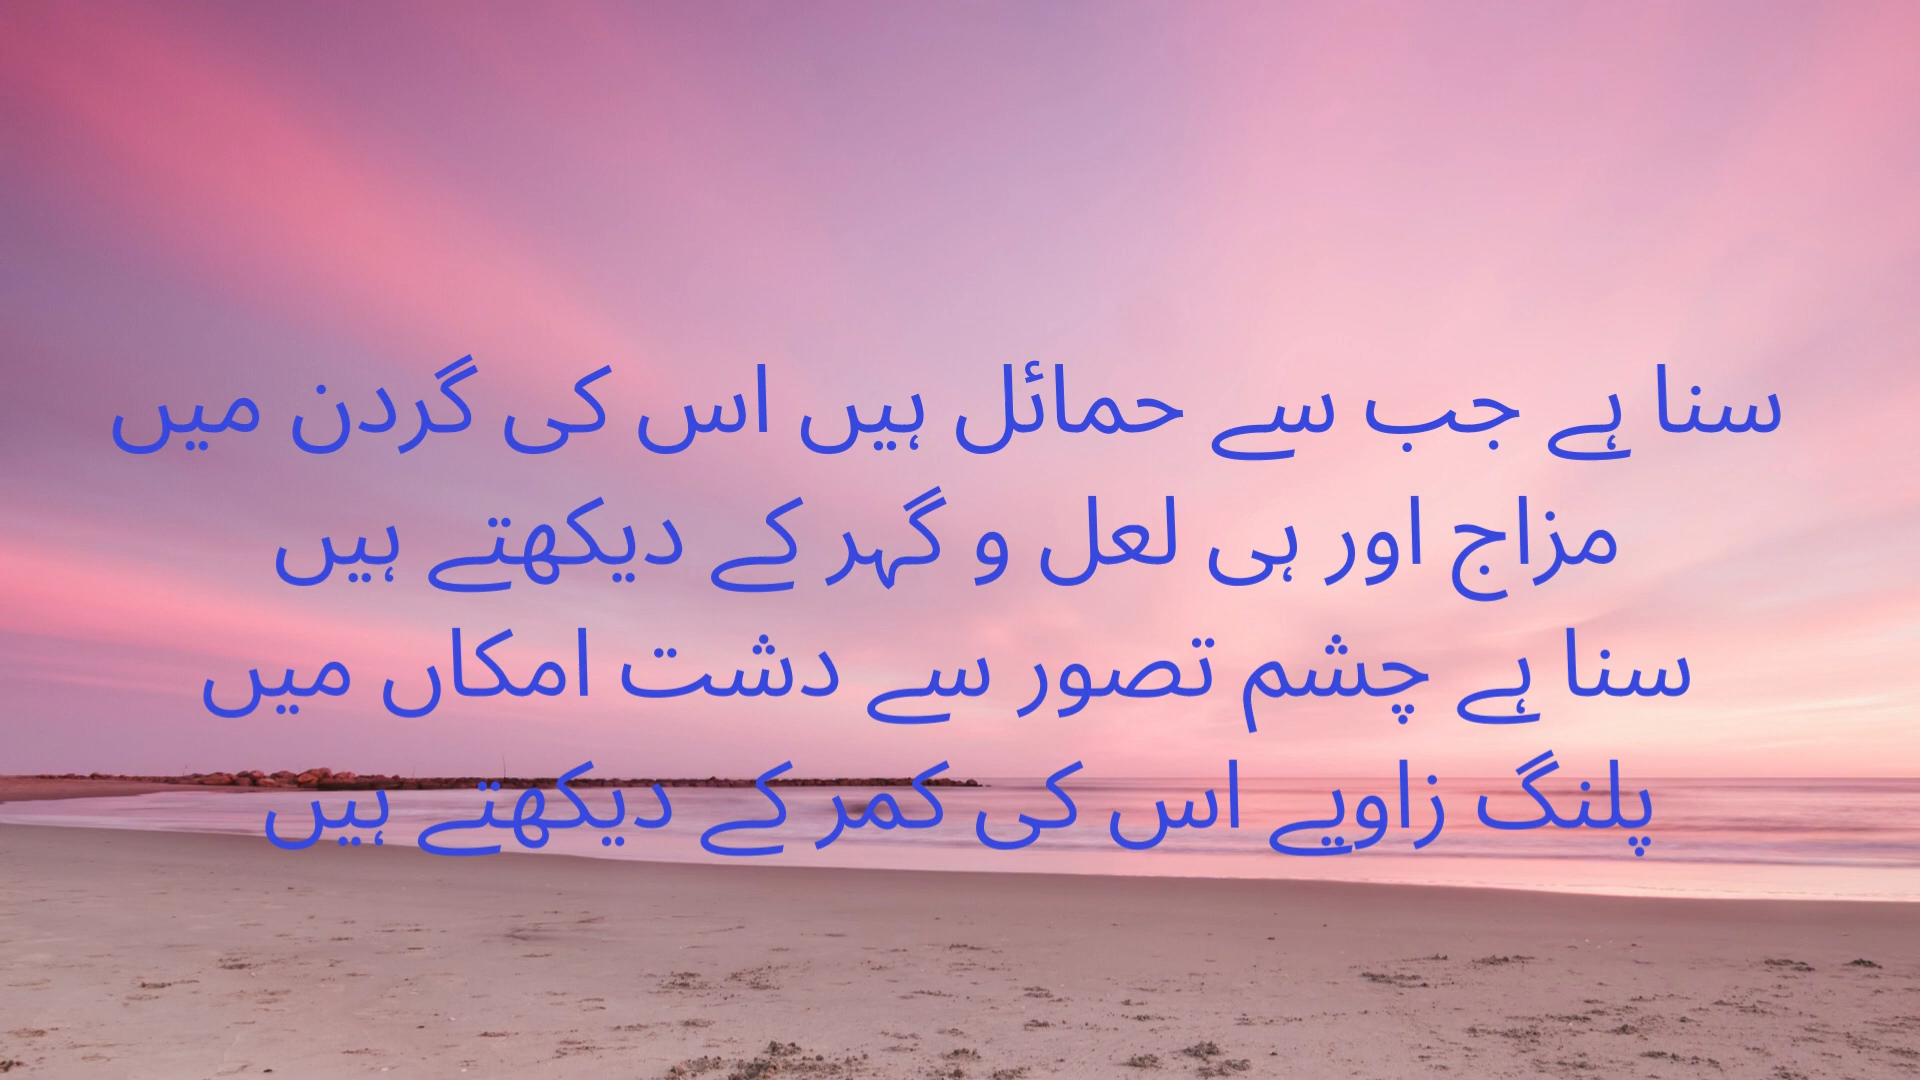 سنا ہے جب سے حمائل ہیں اس کی گردن میں
مزاج اور ہی لعل و گہر کے دیکھتے ہیں
سنا ہے چشم تصور سے دشت امکاں میں
پلنگ زاویے اس کی کمر کے دیکھتے ہیں